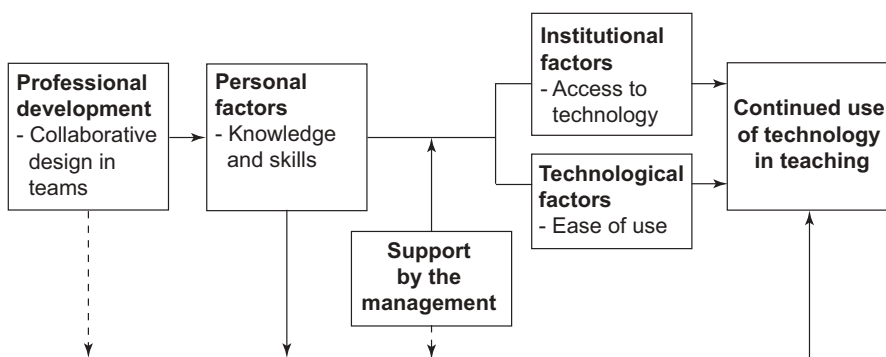 Professional
development
- Collaborative
design in
teams
Personal
factors
- Knowledge
and skills
Support
by the
management
Institutional
factors
- Access to
technology
Technological
factors
- Ease of use
Continued use
of technology
in teaching